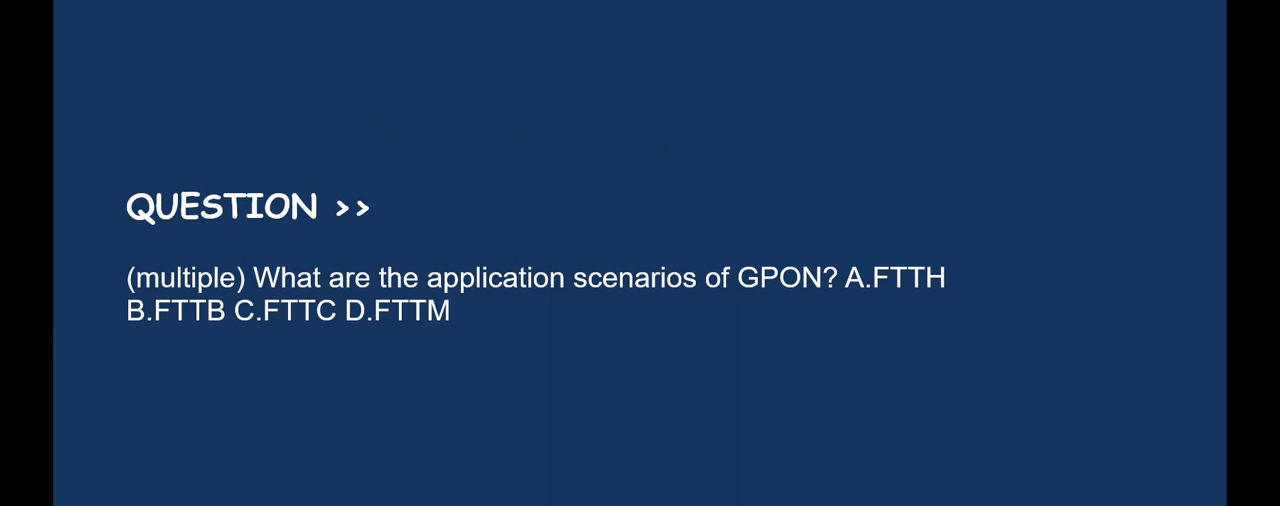 QUESTION >>
(multiple) What are the application scenarios of GPON? A.FTTH
B.FTTB C.FTTC D.FTTM